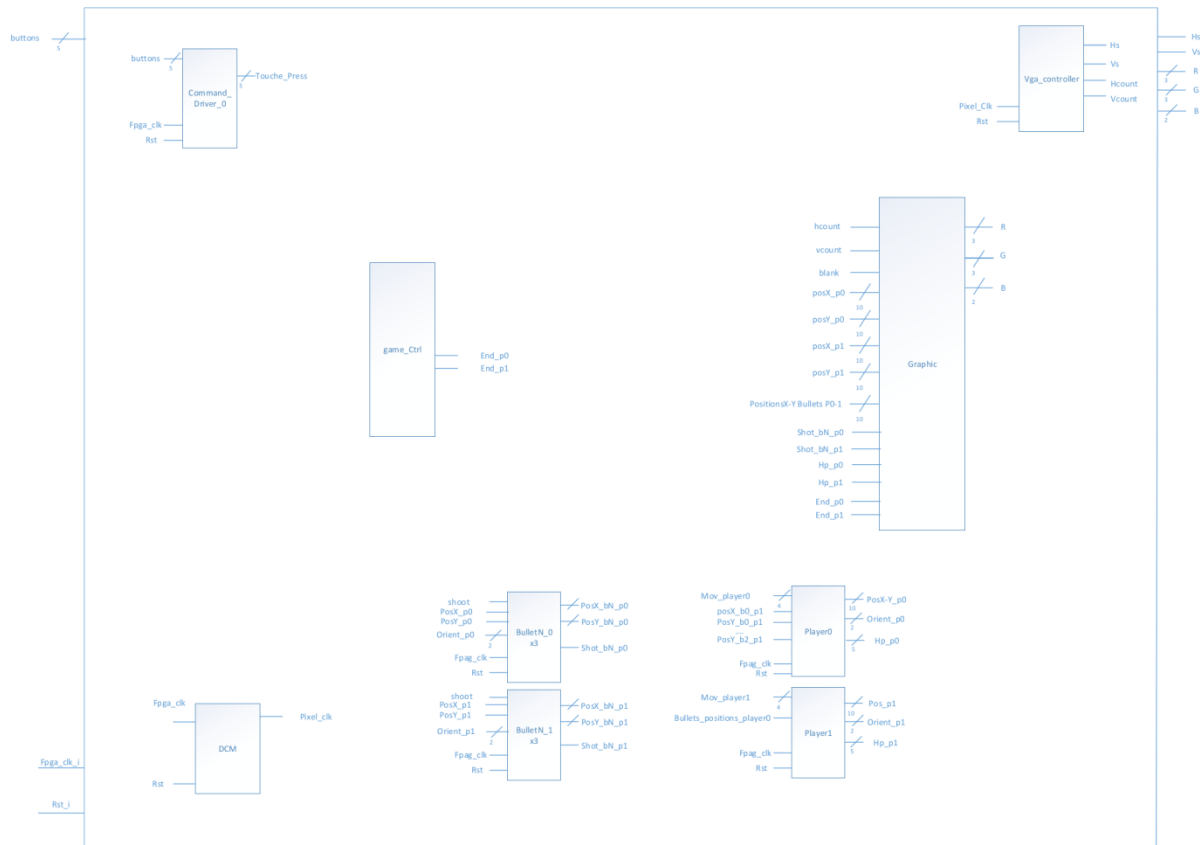 buttons
5
buttons
5
Command_
Driver_0
Touche_Press
5
Fpga_clk
Rst
Vga_controller
Hs
Vs
Hcount
Vcount
Pixel_Clk
Rst
Hs
Vs
R
3
G
3
B
2
game_Ctrl
End_p0
End_p1
Graphic
hcount
vcount
blank
posX_p0
10
posY_p0
10
posX_p1
10
posY_p1
10
PositionsX-Y Bullets P0-1
10
Shot_bN_p0
Shot_bN_p1
Hp_p0
Hp_p1
End_p0
End_p1
R
3
G
3
B
2
shoot
PosX_p0
PosY_p0
Orient_p0
2
Fpag_clk
Rst
BulletN_0
x3
PosX_bN_p0
PosY_bN_p0
Shot_bN_p0
shoot
PosX_p1
PosY_p1
Orient_p1
2
Fpga_clk
Rst
BulletN_1
x3
PosX_bN_p1
PosY_bN_p1
Shot_bN_p1
Mov_player0
4
posX_b0_p1
PosY_b0_p1
...
PosY_b2_p1
Fpga_clk
Rst
Player0
PosX-Y_p0
10
Orient_p0
2
Hp_p0
5
Mov_player1
4
Bullets_positions_player0
Fpag_clk
Rst
Player1
Pos_p1
10
Orient_p1
2
Hp_p1
5
Fpga_clk
Rst
DCM
Pixel_clk
Fpga_clk_i
Rst_i